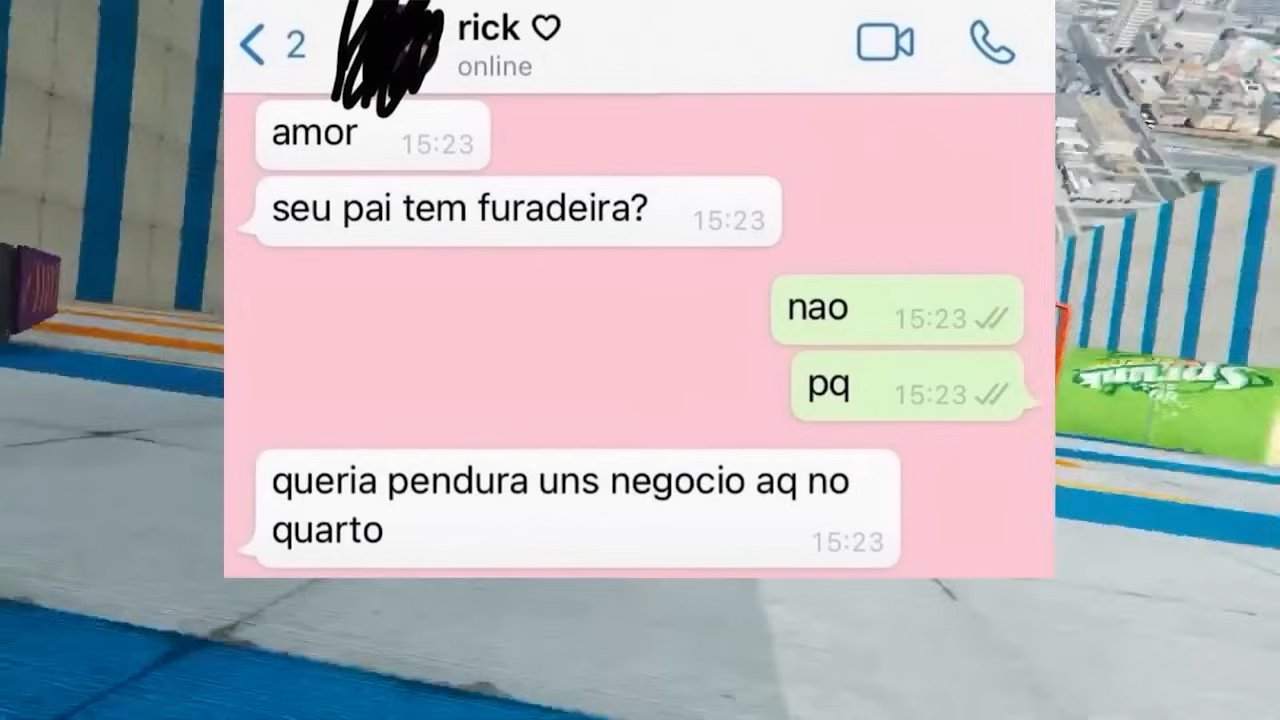 2
rick ♡
online
amor 15:23
seu pai tem furadeira? 15:23
nao 15:23
pq 15:23
queria pendura uns negocio aq no
quarto 15:23
Sprunk